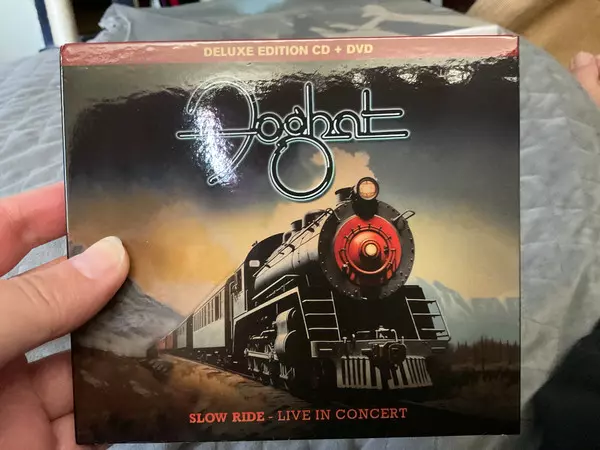 DELUXE EDITION CD + DVD
Foghat
SLOW RIDE - LIVE IN CONCERT